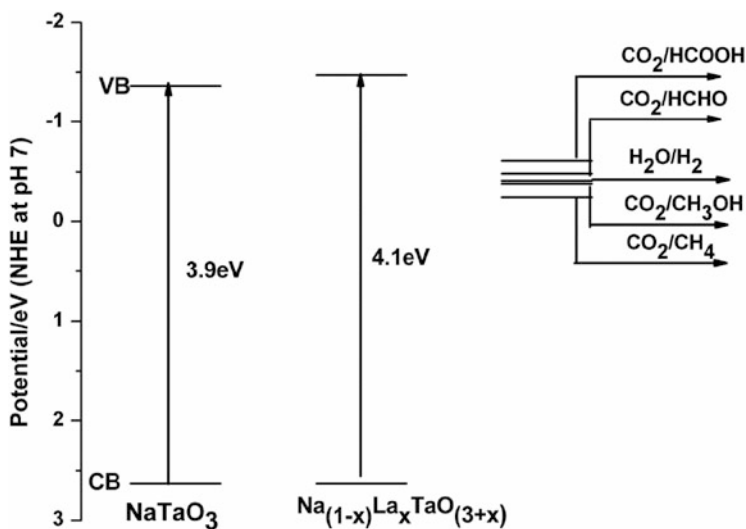 Potential/eV (NHE at pH 7)
-2
-1
0
1
2
3
VB
CB
3.9eV
4.1eV
NaTaO3
Na(1-x)LaxTaO(3+x)
CO2/HCOOH
CO2/HCHO
H2O/H2
CO2/CH3OH
CO2/CH4